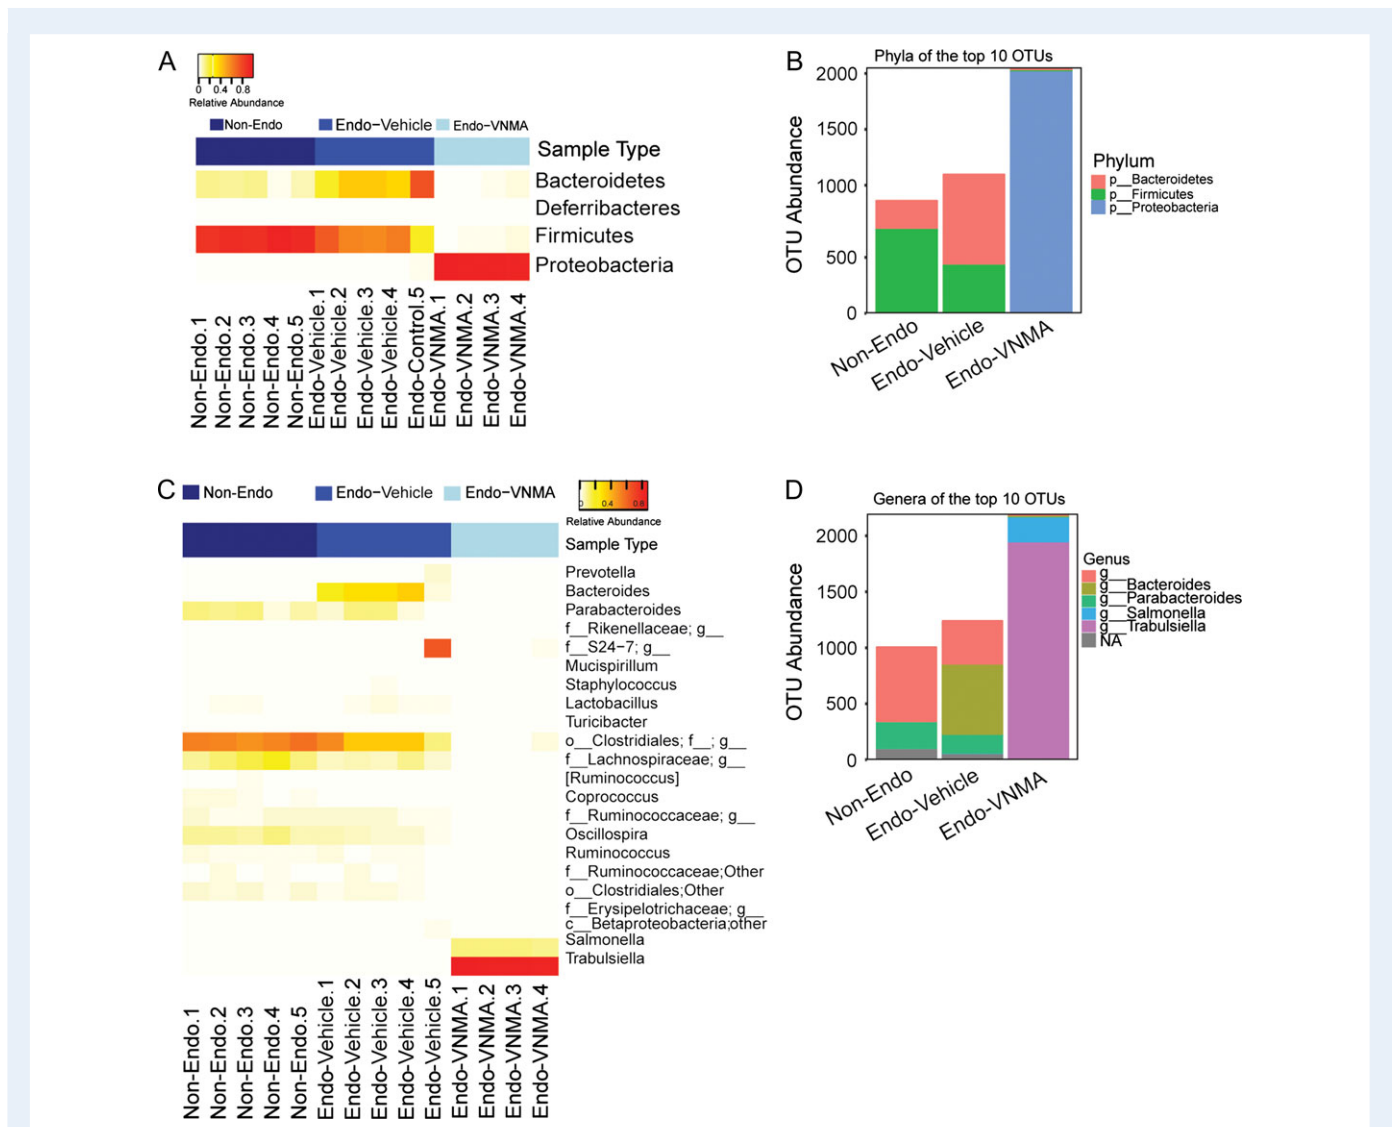 A
0 0.4 0.8
Relative Abundance
Non-Endo Endo-Vehicle Endo-VNMA
Sample Type
Bacteroidetes
Deferribacteres
Firmicutes
Proteobacteria
Non-Endo.1
Non-Endo.2
Non-Endo.3
Non-Endo.4
Non-Endo.5
Endo-Vehicle.1
Endo-Vehicle.2
Endo-Vehicle.3
Endo-Vehicle.4
Endo-Control.5
Endo-VNMA.1
Endo-VNMA.2
Endo-VNMA.3
Endo-VNMA.4
B
Phyla of the top 10 OTUs
OTU Abundance
2000
1500
1000
500
0
Non-Endo
Endo-Vehicle
Endo-VNMA
Phylum
p__Bacteroidetes
p__Firmicutes
p__Proteobacteria
C
Non-Endo Endo-Vehicle Endo-VNMA
0 0.4 0.8
Relative Abundance
Sample Type
Prevotella
Bacteroides
Parabacteroides
f__Rikenellaceae; g__
f__S24-7; g__
Mucispirillum
Staphylococcus
Lactobacillus
Turicibacter
o__Clostridiales; f__; g__
f__Lachnospiraceae; g__
[Ruminococcus]
Coprococcus
f__Ruminococcaceae; g__
Oscillospira
Ruminococcus
f__Ruminococcaceae;Other
o__Clostridiales;Other
f__Erysipelotrichaceae; g__
c__Betaproteobacteria;other
Salmonella
Trabulsiella
Non-Endo.1
Non-Endo.2
Non-Endo.3
Non-Endo.4
Non-Endo.5
Endo-Vehicle.1
Endo-Vehicle.2
Endo-Vehicle.3
Endo-Vehicle.4
Endo-Vehicle.5
Endo-VNMA.1
Endo-VNMA.2
Endo-VNMA.3
Endo-VNMA.4
D
Genera of the top 10 OTUs
OTU Abundance
2000
1500
1000
500
0
Non-Endo
Endo-Vehicle
Endo-VNMA
Genus
g__
g__Bacteroides
g__Parabacteroides
g__Salmonella
g__Trabulsiella
NA